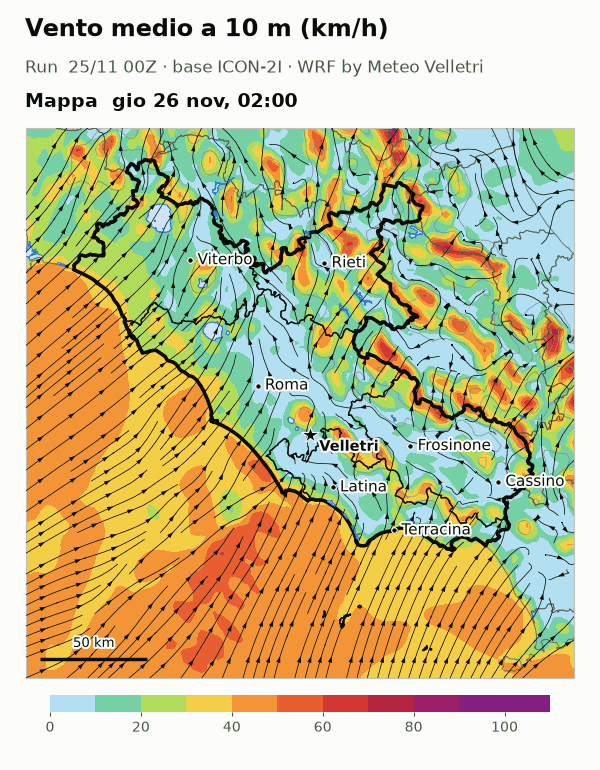 Vento medio a 10 m (km/h)
Run  25/11 00Z · base ICON-2I · WRF by Meteo Velletri
Mappa  gio 26 nov, 02:00
Viterbo
Rieti
Roma
Velletri
Frosinone
Cassino
Latina
Terracina
50 km
0 20 40 60 80 100